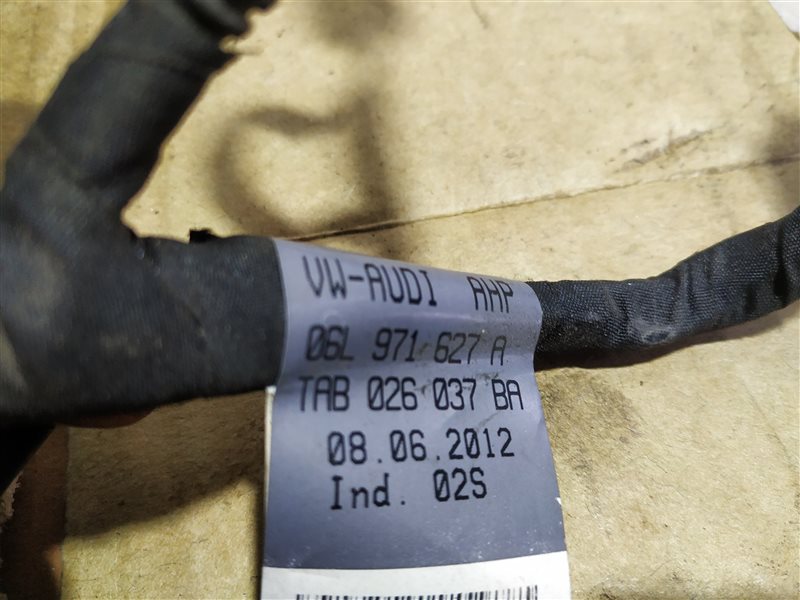 VW-AUDI AHP
06L 971 627 A
TAB 026 037 BA
08.06.2012
Ind. 02S